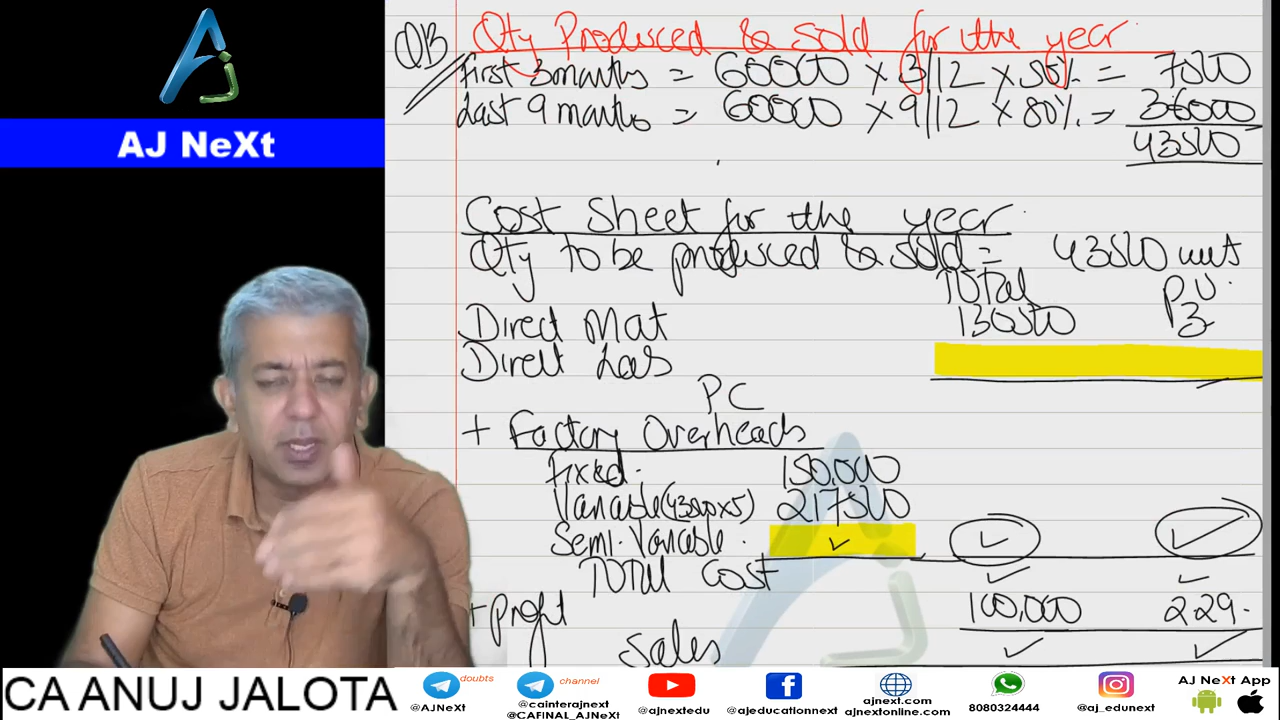 Q13
Qty Produced & sold for the year
First 3 months = 60000 × 3/12 × 50% = 7500
Last 9 months = 60000 × 9/12 × 80% = 36000
43500
Cost Sheet for the year
Qty to be produced & sold = 43500 units
Total P.U.
Direct Mat 130500 3
Direct Lab
PC
+ Factory Overheads
Fixed. 150,000
Variable (43500×5) 217500
Semi. Variable. ✓ ✓ ✓
Total Cost ✓ ✓
+ Profit 100,000 2.29.
Sales ✓ ✓
AJ NeXt
CA ANUJ JALOTA
doubts
@AJNeXt
channel
@cainterajnext
@CAFINAL_AJNeXt
@ajnextedu
@ajeducationnext
ajnext.com
ajnextonline.com
8080324444
@aj_edunext
AJ NeXt App